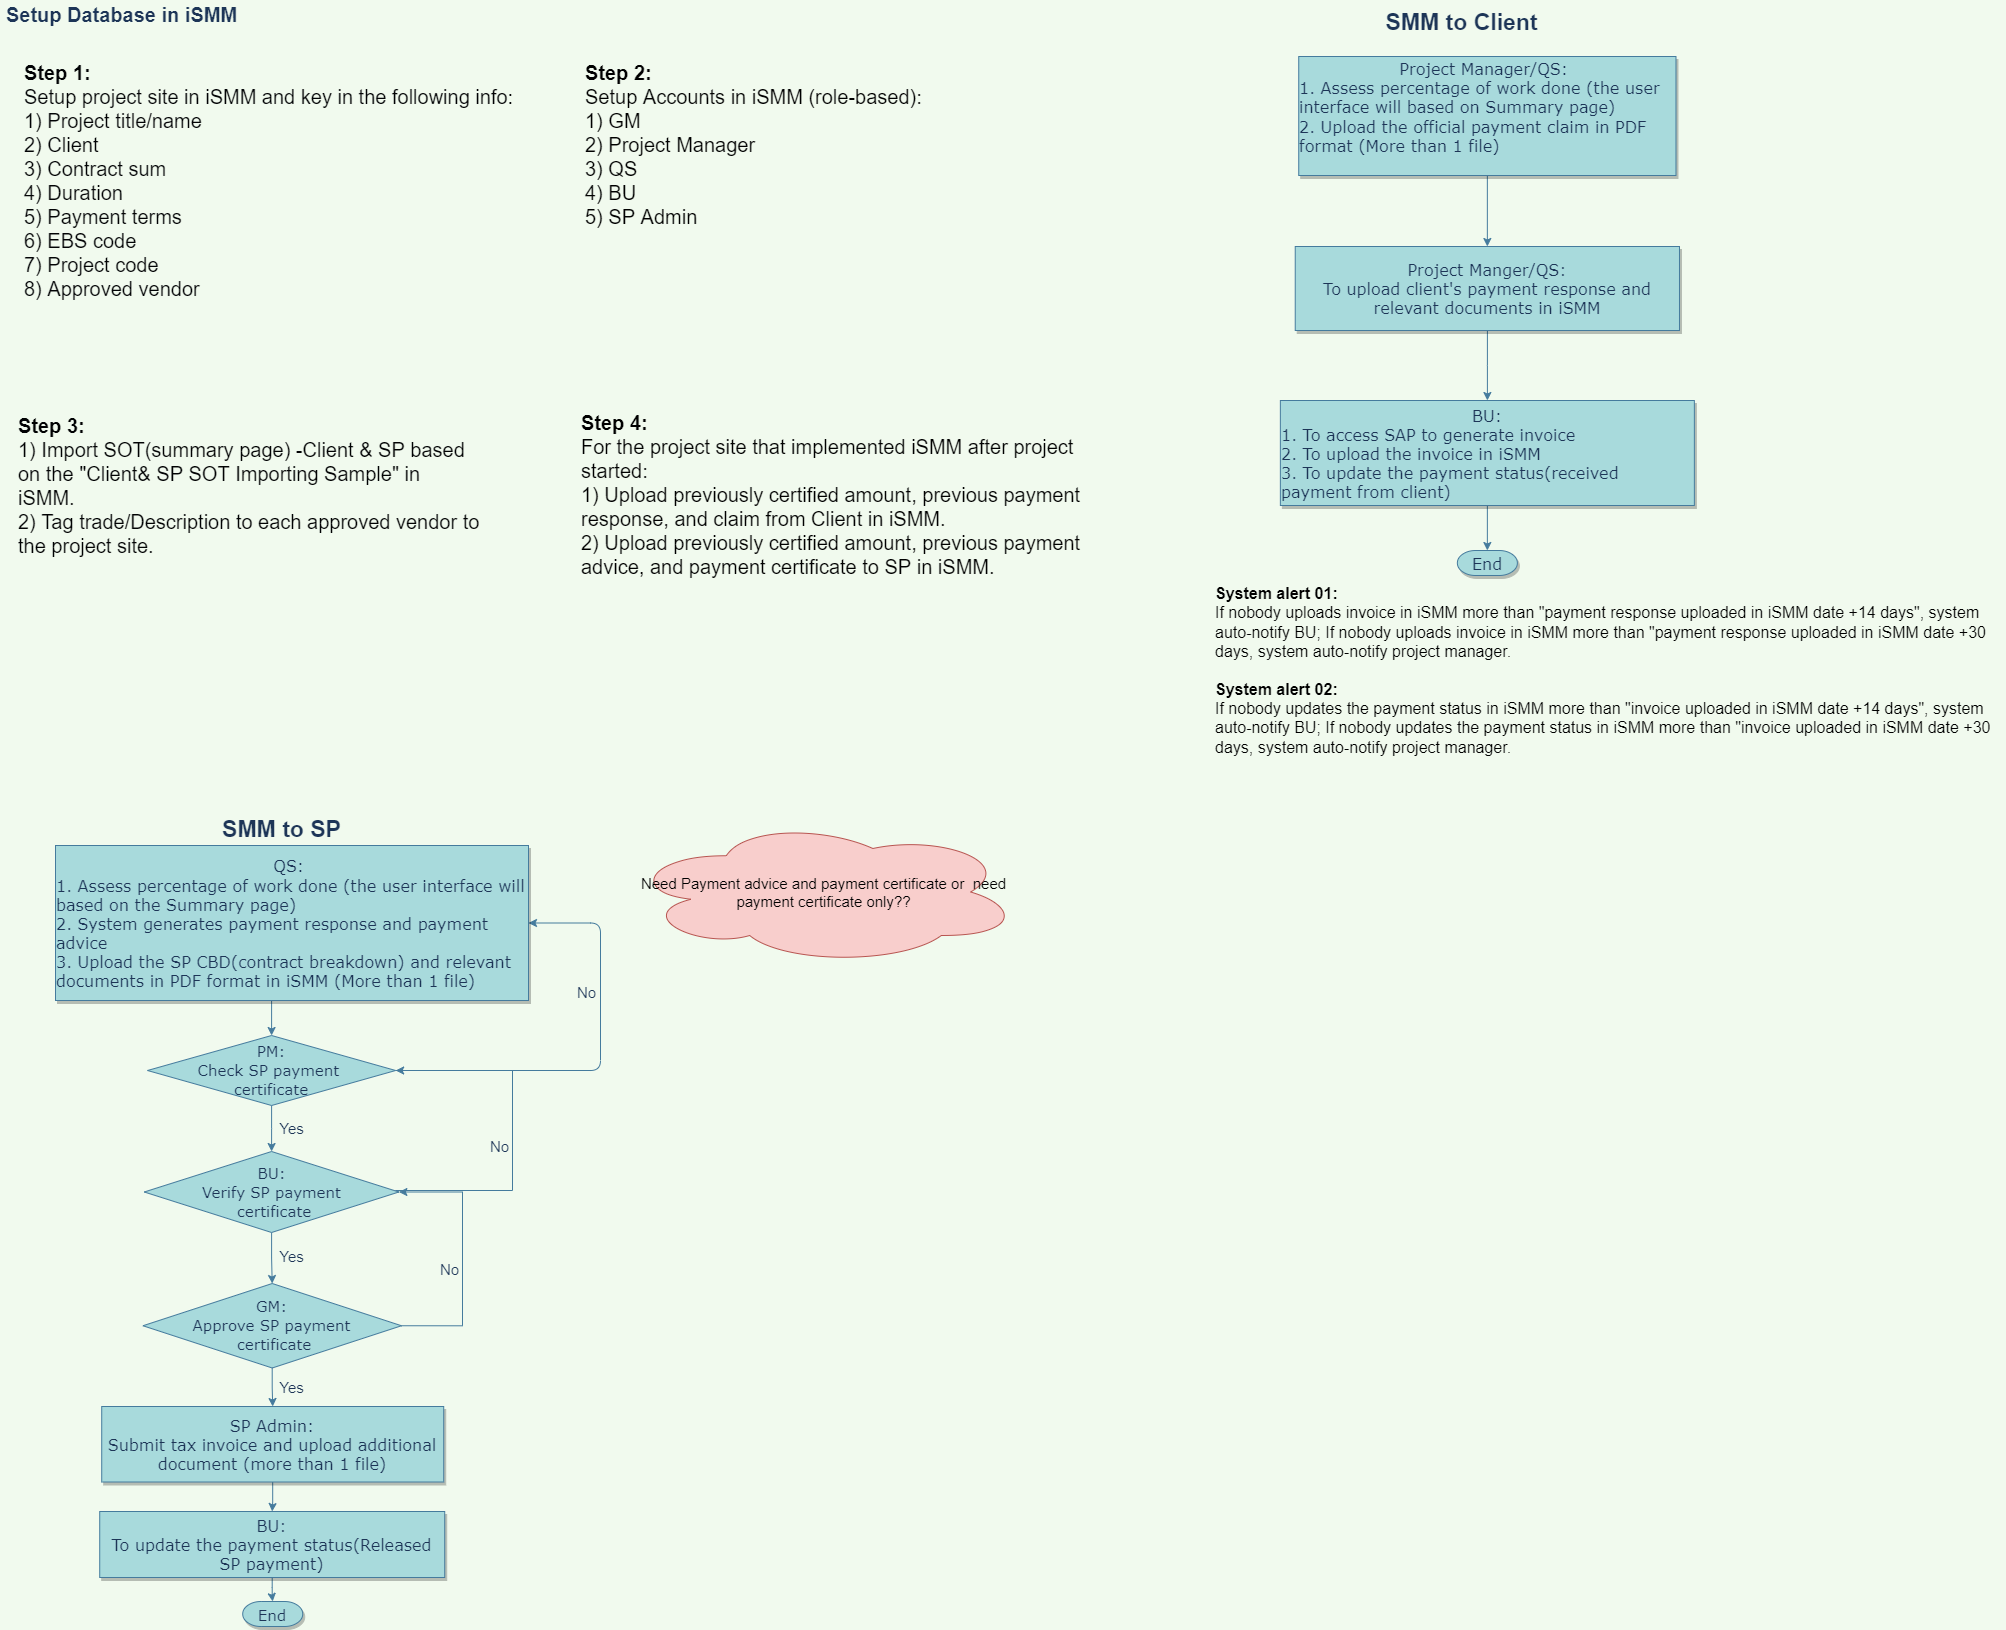 Setup Database in iSMM
Step 1:
Setup project site in iSMM and key in the following info:
1) Project title/name
2) Client
3) Contract sum
4) Duration
5) Payment terms
6) EBS code
7) Project code
8) Approved vendor
Step 2:
Setup Accounts in iSMM (role-based):
1) GM
2) Project Manager
3) QS
4) BU
5) SP Admin
Step 3:
1) Import SOT(summary page) -Client & SP based
on the "Client& SP SOT Importing Sample" in
iSMM.
2) Tag trade/Description to each approved vendor to
the project site.
Step 4:
For the project site that implemented iSMM after project
started:
1) Upload previously certified amount, previous payment
response, and claim from Client in iSMM.
2) Upload previously certified amount, previous payment
advice, and payment certificate to SP in iSMM.
SMM to Client
Project Manager/QS:
1. Assess percentage of work done (the user
interface will based on Summary page)
2. Upload the official payment claim in PDF
format (More than 1 file)
Project Manger/QS:
To upload client's payment response and
relevant documents in iSMM
BU:
1. To access SAP to generate invoice
2. To upload the invoice in iSMM
3. To update the payment status(received
payment from client)
End
System alert 01:
If nobody uploads invoice in iSMM more than "payment response uploaded in iSMM date +14 days", system
auto-notify BU; If nobody uploads invoice in iSMM more than "payment response uploaded in iSMM date +30
days, system auto-notify project manager.
System alert 02:
If nobody updates the payment status in iSMM more than "invoice uploaded in iSMM date +14 days", system
auto-notify BU; If nobody updates the payment status in iSMM more than "invoice uploaded in iSMM date +30
days, system auto-notify project manager.
SMM to SP
QS:
1. Assess percentage of work done (the user interface will
based on the Summary page)
2. System generates payment response and payment
advice
3. Upload the SP CBD(contract breakdown) and relevant
documents in PDF format in iSMM (More than 1 file)
Need Payment advice and payment certificate or  need
payment certificate only??
No
PM:
Check SP payment
certificate
Yes
No
BU:
Verify SP payment
certificate
Yes
No
GM:
Approve SP payment
certificate
Yes
SP Admin:
Submit tax invoice and upload additional
document (more than 1 file)
BU:
To update the payment status(Released
SP payment)
End